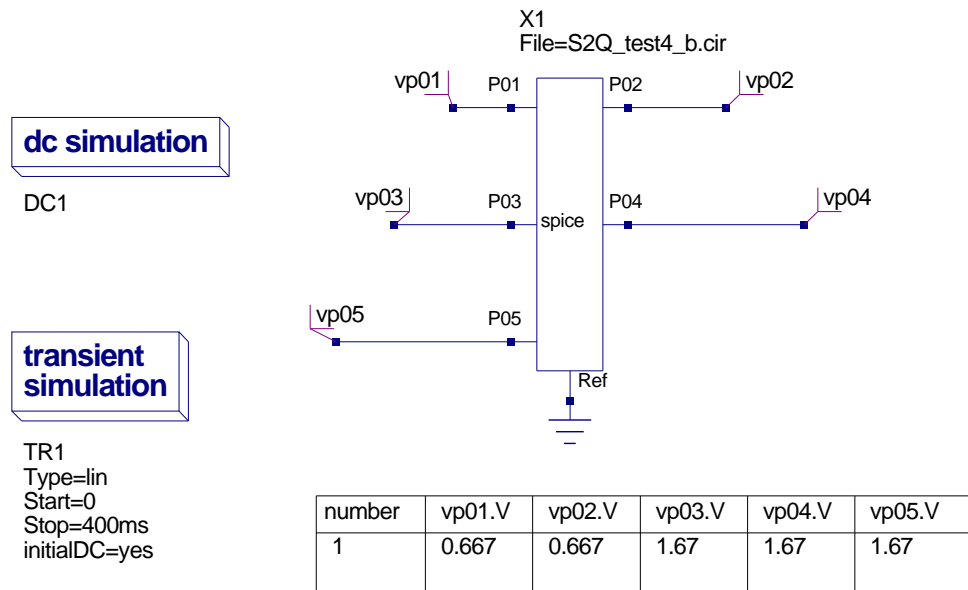 X1
File=S2Q_test4_b.cir
vp01 P01 P02 vp02
dc simulation
DC1
vp03 P03 P04 vp04
spice
vp05 P05
Ref
transient
simulation
TR1
Type=lin
Start=0
Stop=400ms
initialDC=yes
number vp01.V vp02.V vp03.V vp04.V vp05.V
1 0.667 0.667 1.67 1.67 1.67